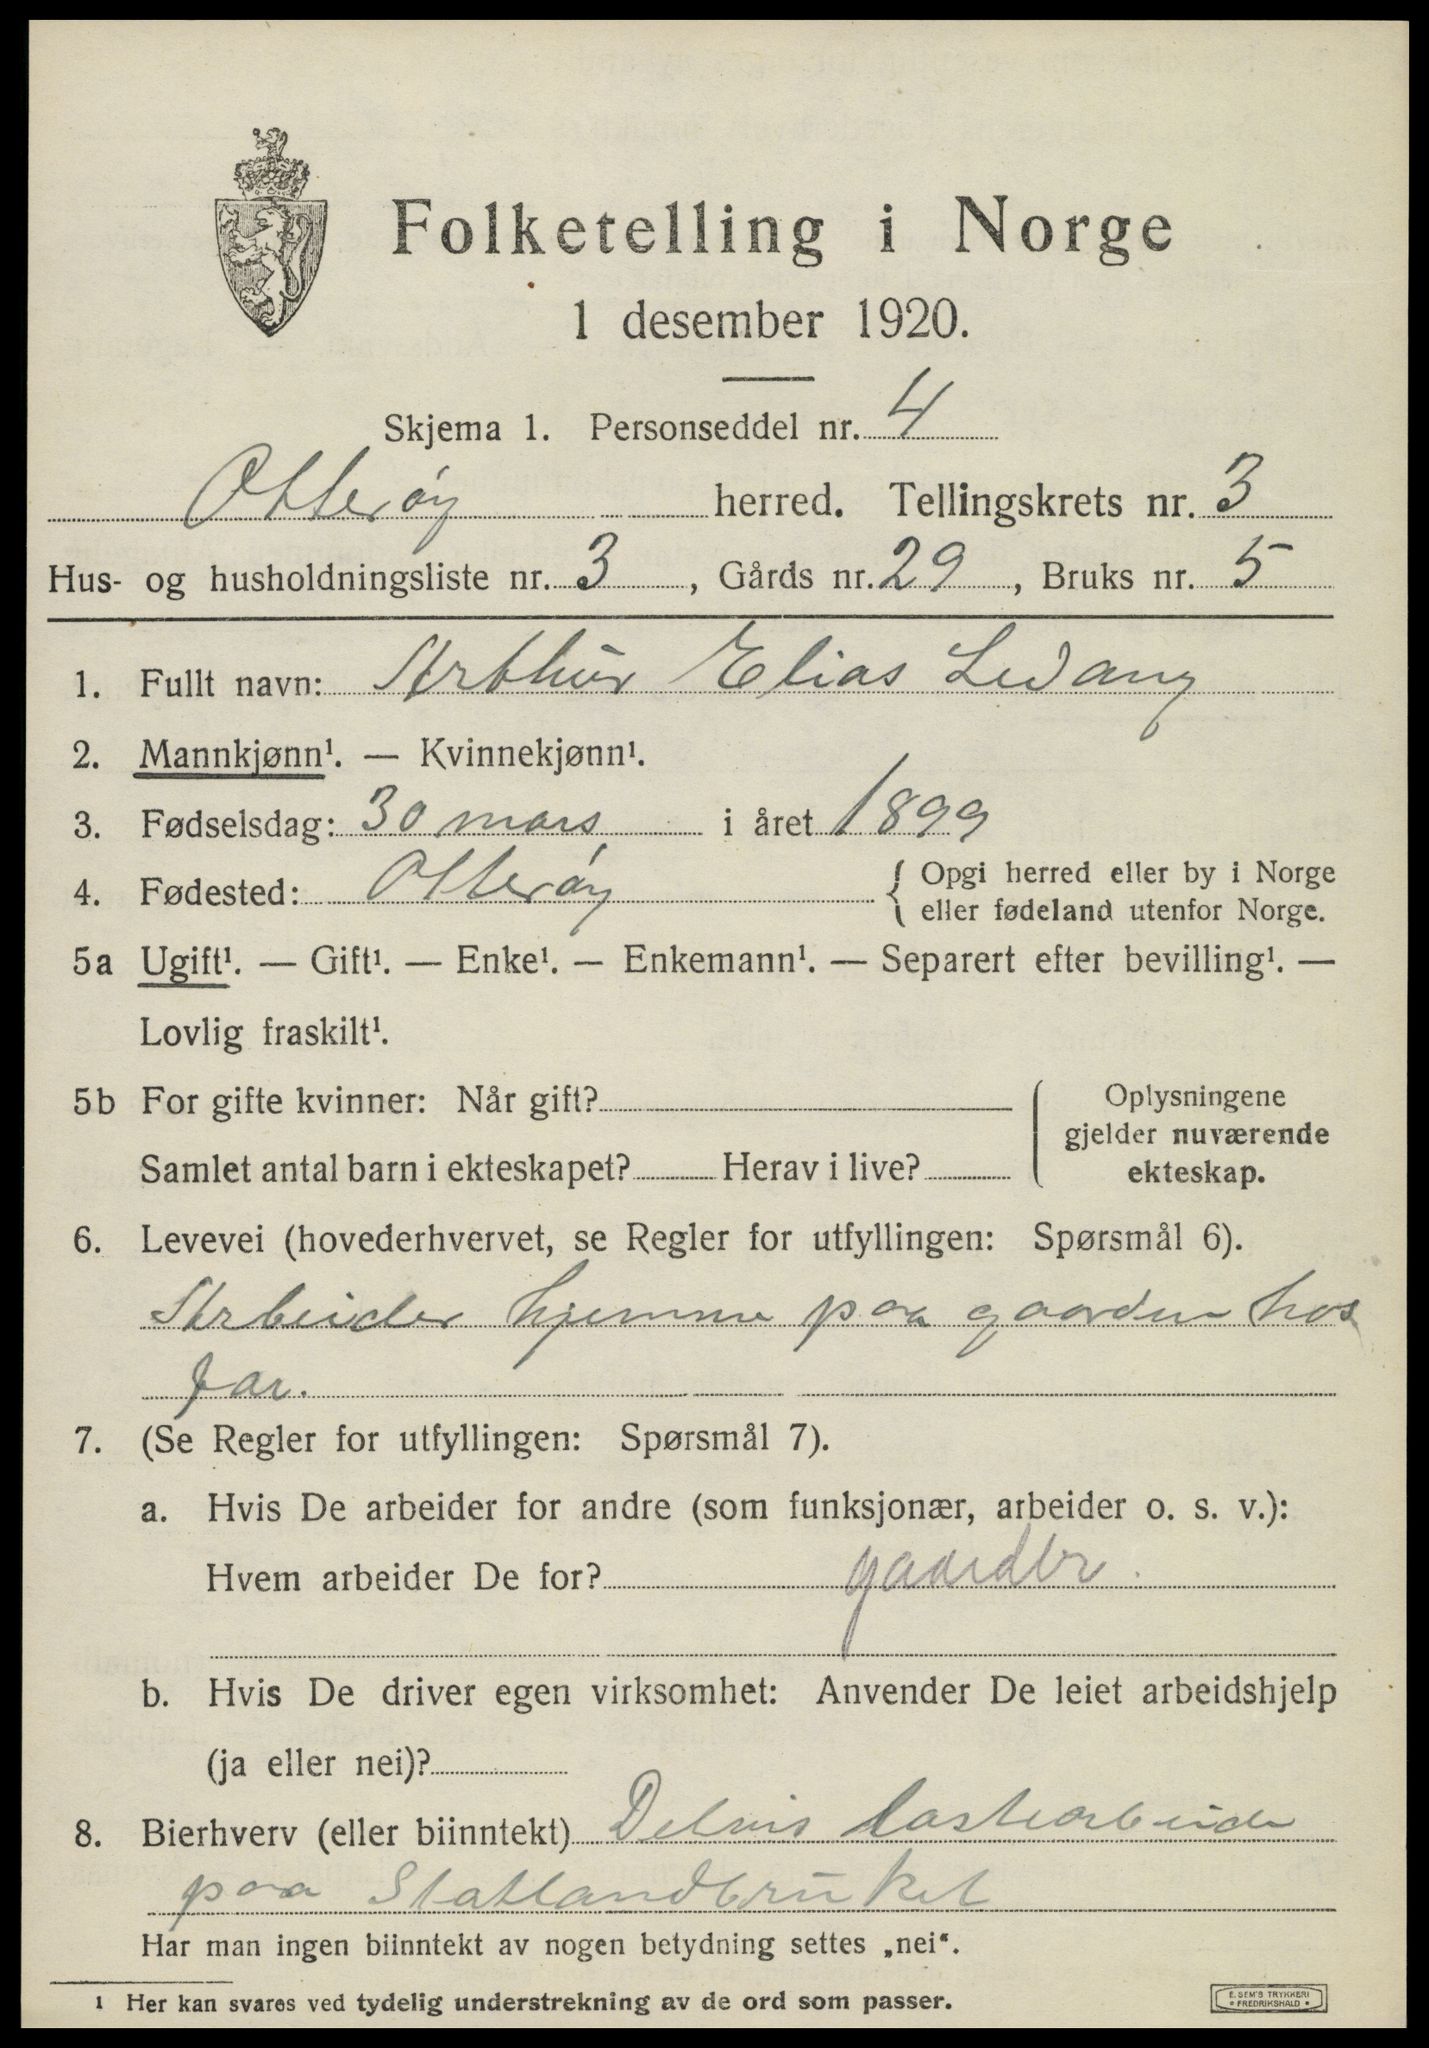 Folketelling i Norge
1 desember 1920.
Skjema 1. Personseddel nr. 4
Otterøy herred. Tellingskrets nr. 3
Hus- og husholdningsliste nr. 3, Gårds nr. 29, Bruks nr. 5
1. Fullt navn: Arthur Elias Ledang
2. Mannkjønn¹. — Kvinnekjønn¹.
3. Fødselsdag: 30 mars i året 1899
4. Fødested: Otterøy { Opgi herred eller by i Norge
eller fødeland utenfor Norge.
5a Ugift¹. — Gift¹. — Enke¹. — Enkemann¹. — Separert efter bevilling¹. —
Lovlig fraskilt¹.
5b For gifte kvinner: Når gift?
Samlet antal barn i ekteskapet? Herav i live?
Oplysningene
gjelder nuværende
ekteskap.
6. Levevei (hovederhvervet, se Regler for utfyllingen: Spørsmål 6).
Arbeider hjemme paa gaarden hos
far.
7. (Se Regler for utfyllingen: Spørsmål 7).
a. Hvis De arbeider for andre (som funksjonær, arbeider o. s. v.):
Hvem arbeider De for? gaardbr.
b. Hvis De driver egen virksomhet: Anvender De leiet arbeidshjelp
(ja eller nei)?
8. Bierhverv (eller biinntekt) Delvis lastearbeider
paa Statlandbruket
Har man ingen biinntekt av nogen betydning settes „nei“.
1 Her kan svares ved tydelig understrekning av de ord som passer.
E. SEM'S TRYKKERI
* FREDRIKSHALD *